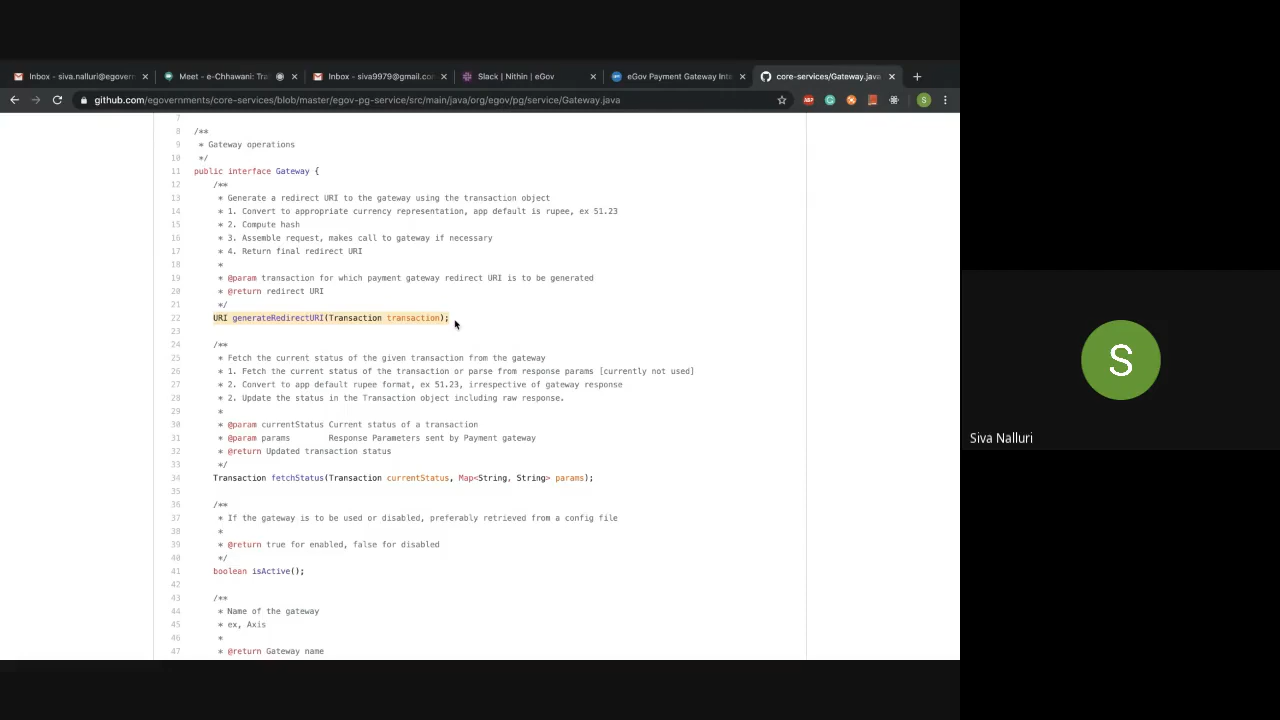 Inbox - siva.nalluri@egovern
Meet - e-Chhawani: Tra
Inbox - siva9979@gmail.co
Slack | Nithin | eGov
eGov Payment Gateway Inte
core-services/Gateway.java
github.com/egovernments/core-services/blob/master/egov-pg-service/src/main/java/org/egov/pg/service/Gateway.java
ABP
S
7
8 /**
9 * Gateway operations
10 */
11 public interface Gateway {
12 /**
13 * Generate a redirect URI to the gateway using the transaction object
14 * 1. Convert to appropriate currency representation, app default is rupee, ex 51.23
15 * 2. Compute hash
16 * 3. Assemble request, makes call to gateway if necessary
17 * 4. Return final redirect URI
18 *
19 * @param transaction for which payment gateway redirect URI is to be generated
20 * @return redirect URI
21 */
22 URI generateRedirectURI(Transaction transaction);
23
24 /**
25 * Fetch the current status of the given transaction from the gateway
26 * 1. Fetch the current status of the transaction or parse from response params [currently not used]
27 * 2. Convert to app default rupee format, ex 51.23, irrespective of gateway response
28 * 2. Update the status in the Transaction object including raw response.
29 *
30 * @param currentStatus Current status of a transaction
31 * @param params Response Parameters sent by Payment gateway
32 * @return Updated transaction status
33 */
34 Transaction fetchStatus(Transaction currentStatus, Map<String, String> params);
35
36 /**
37 * If the gateway is to be used or disabled, preferably retrieved from a config file
38 *
39 * @return true for enabled, false for disabled
40 */
41 boolean isActive();
42
43 /**
44 * Name of the gateway
45 * ex, Axis
46 *
47 * @return Gateway name
S
Siva Nalluri